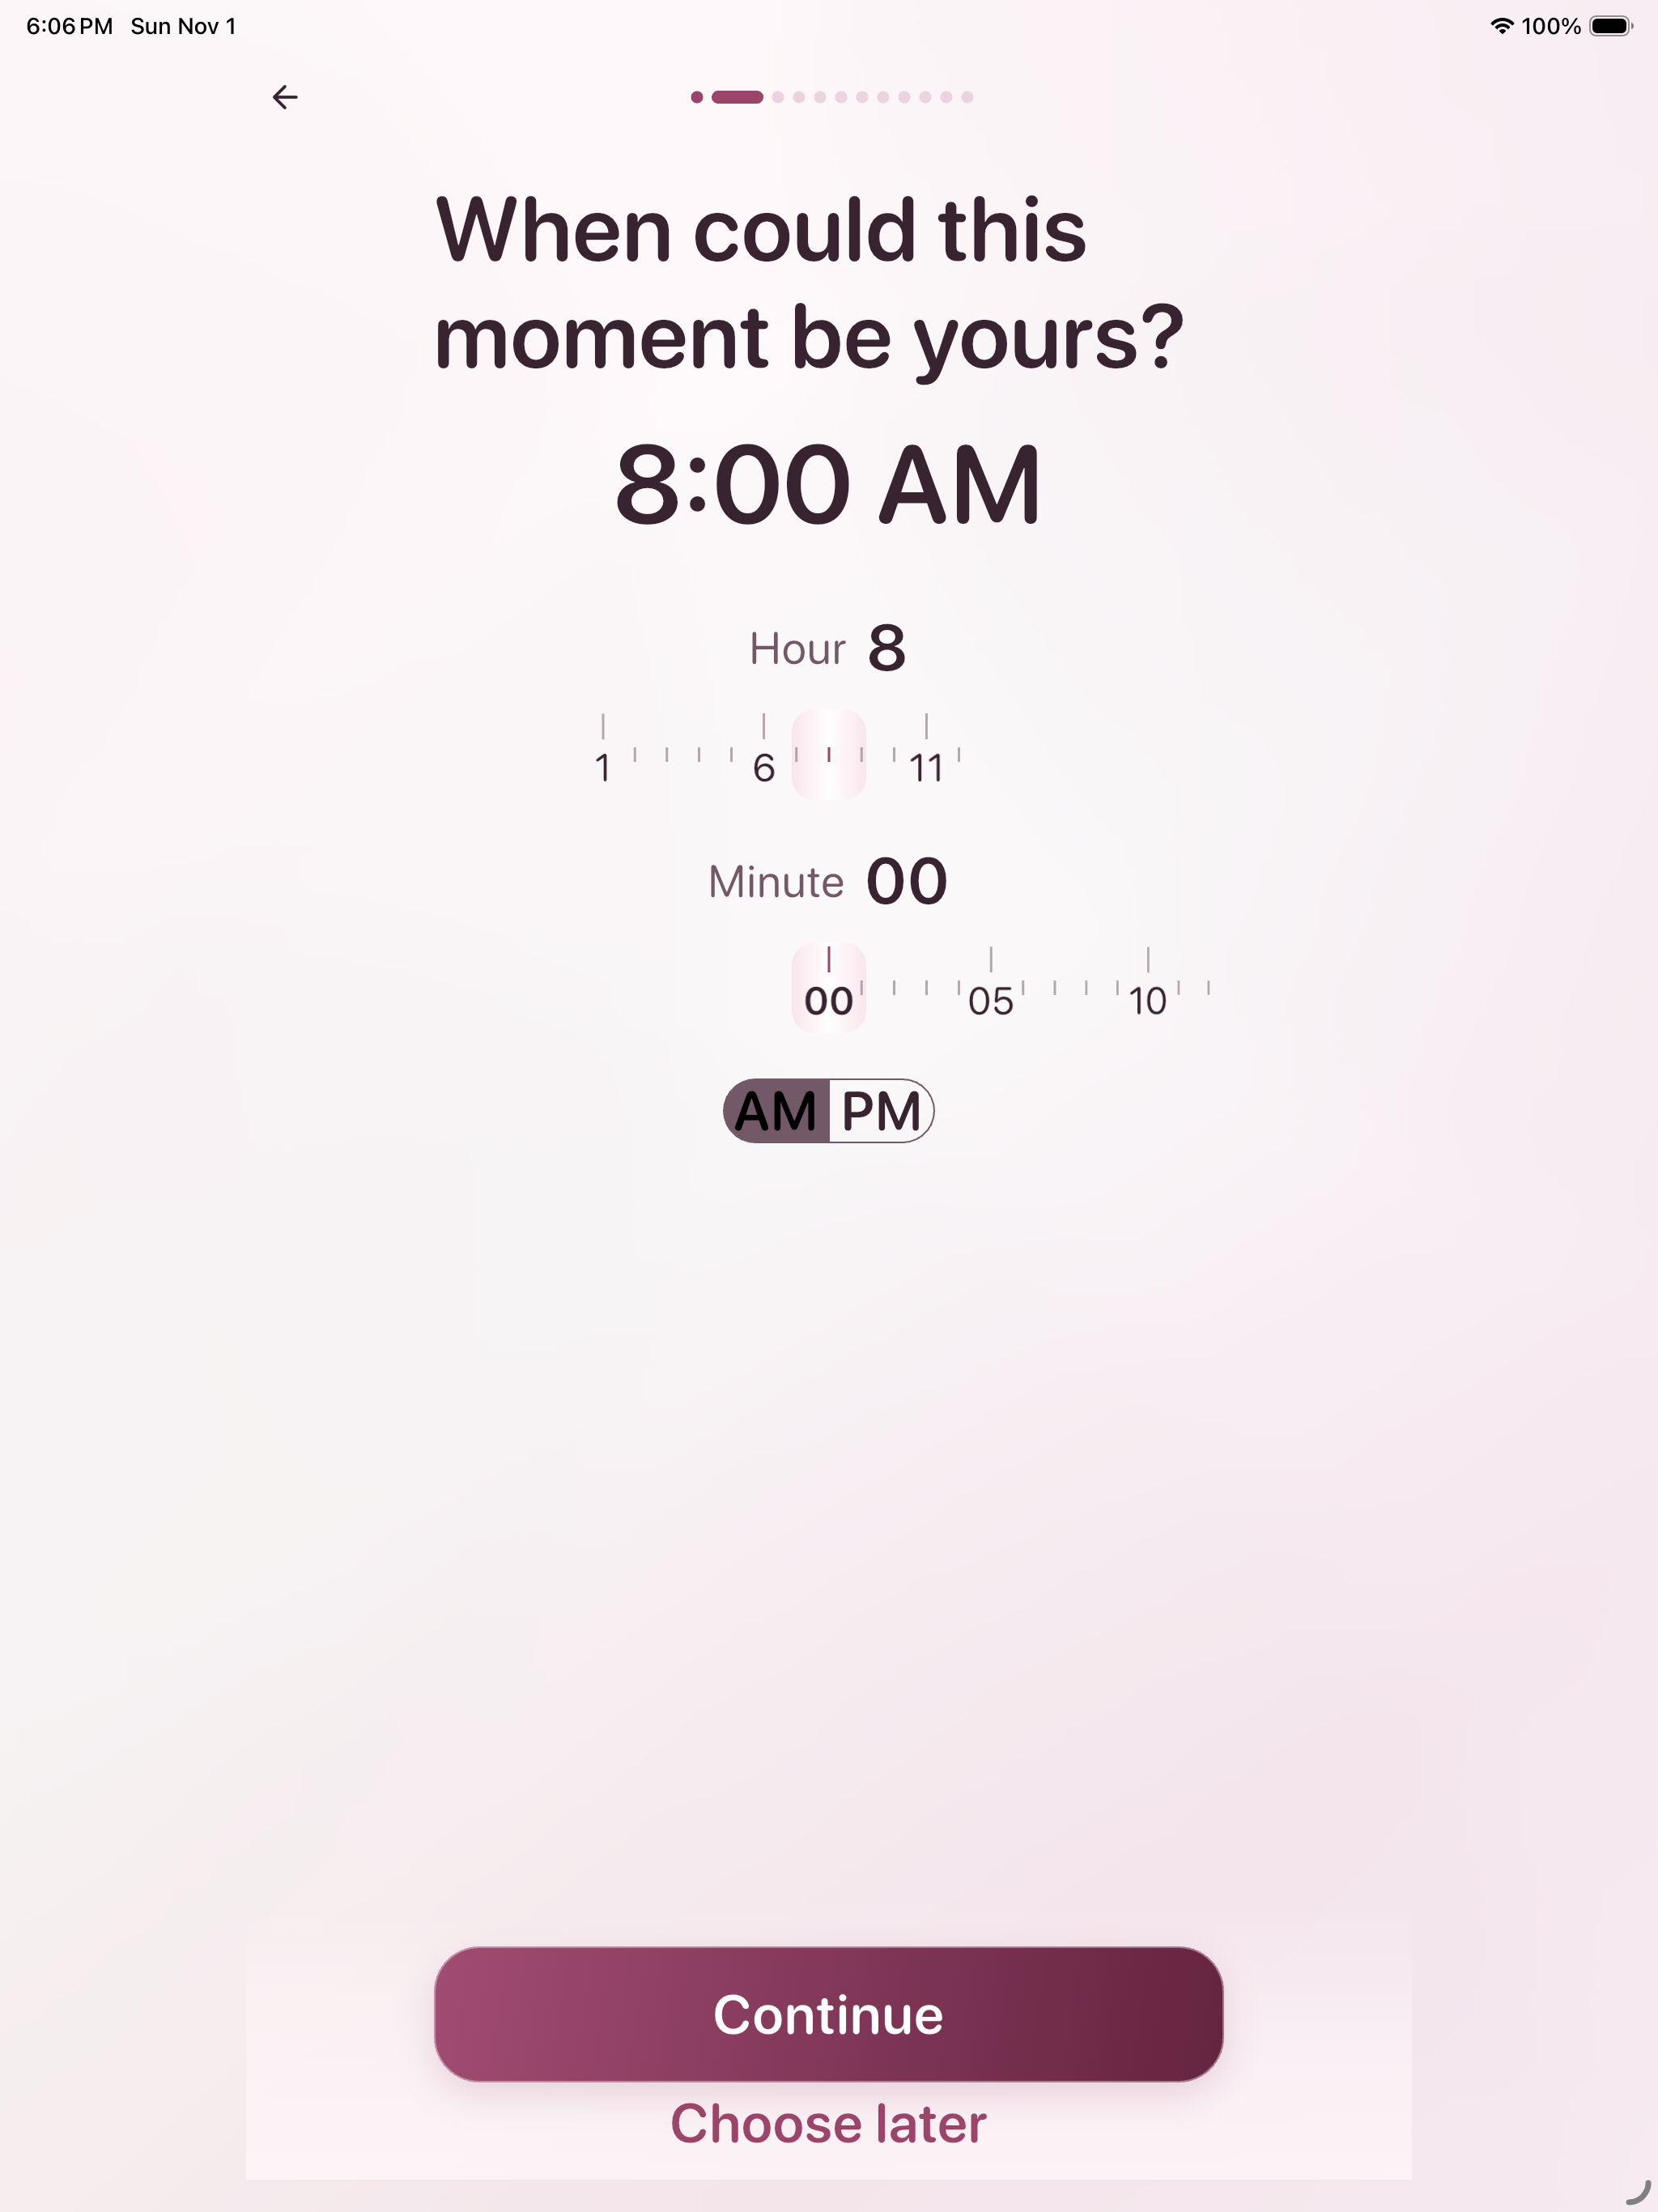 6:06 PM Sun Nov 1
100%
When could this
moment be yours?
8:00 AM
Hour 8
1 6 11
Minute 00
00 05 10
AM PM
Continue
Choose later